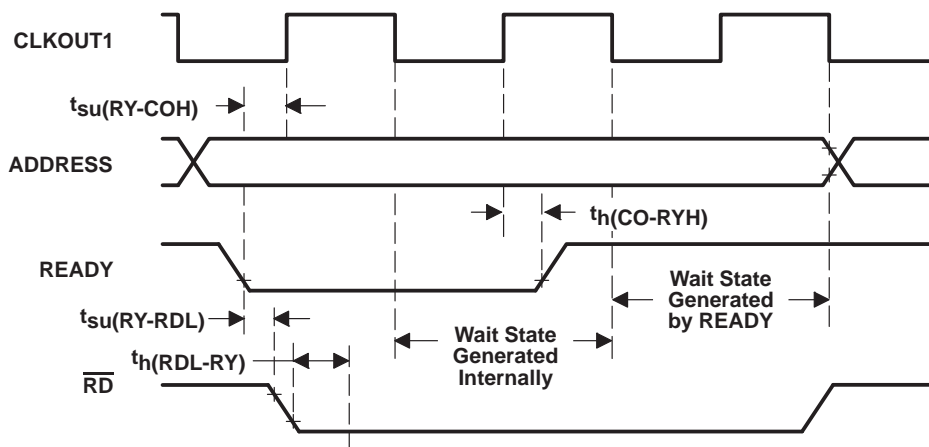 CLKOUT1
tsu(RY-COH)
ADDRESS
th(CO-RYH)
READY
Wait State
Generated
by READY
tsu(RY-RDL)
Wait State
Generated
Internally
th(RDL-RY)
RD